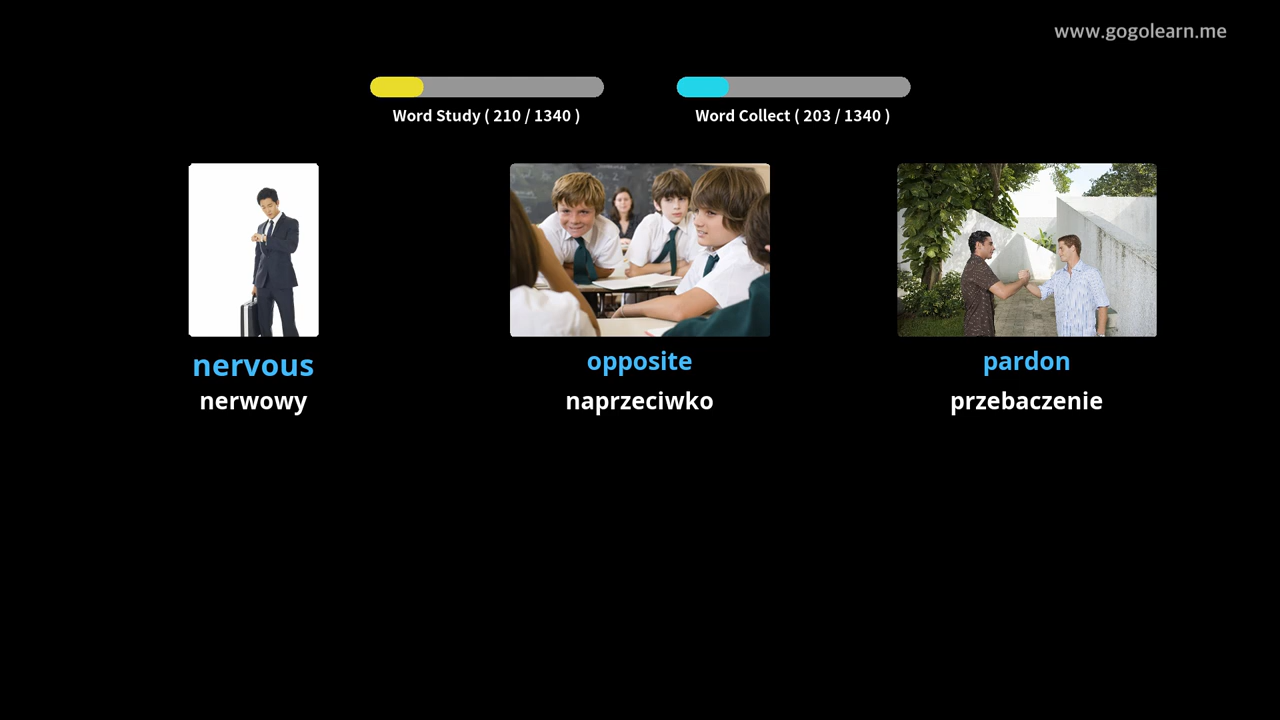 www.gogolearn.me
Word Study ( 210 / 1340 )
Word Collect ( 203 / 1340 )
nervous
nerwowy
opposite
naprzeciwko
pardon
przebaczenie